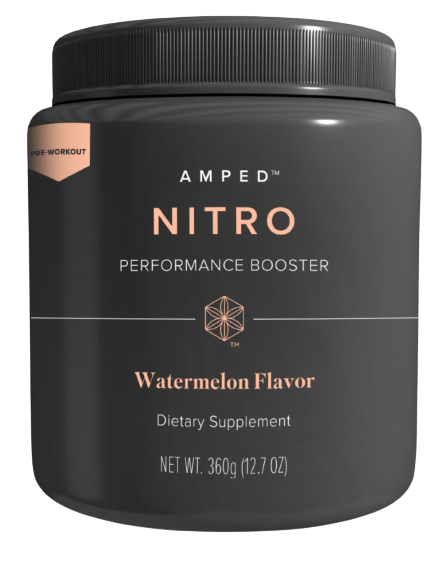 PRE-WORKOUT
AMPED™
NITRO
PERFORMANCE BOOSTER
TM
Watermelon Flavor
Dietary Supplement
NET WT. 360g (12.7 OZ)